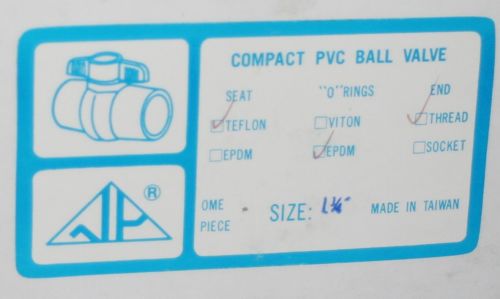 COMPACT PVC BALL VALVE
SEAT "O"RINGS END
TEFLON VITON THREAD
EPDM EPDM SOCKET
OME PIECE SIZE: 1¼" MADE IN TAIWAN
®